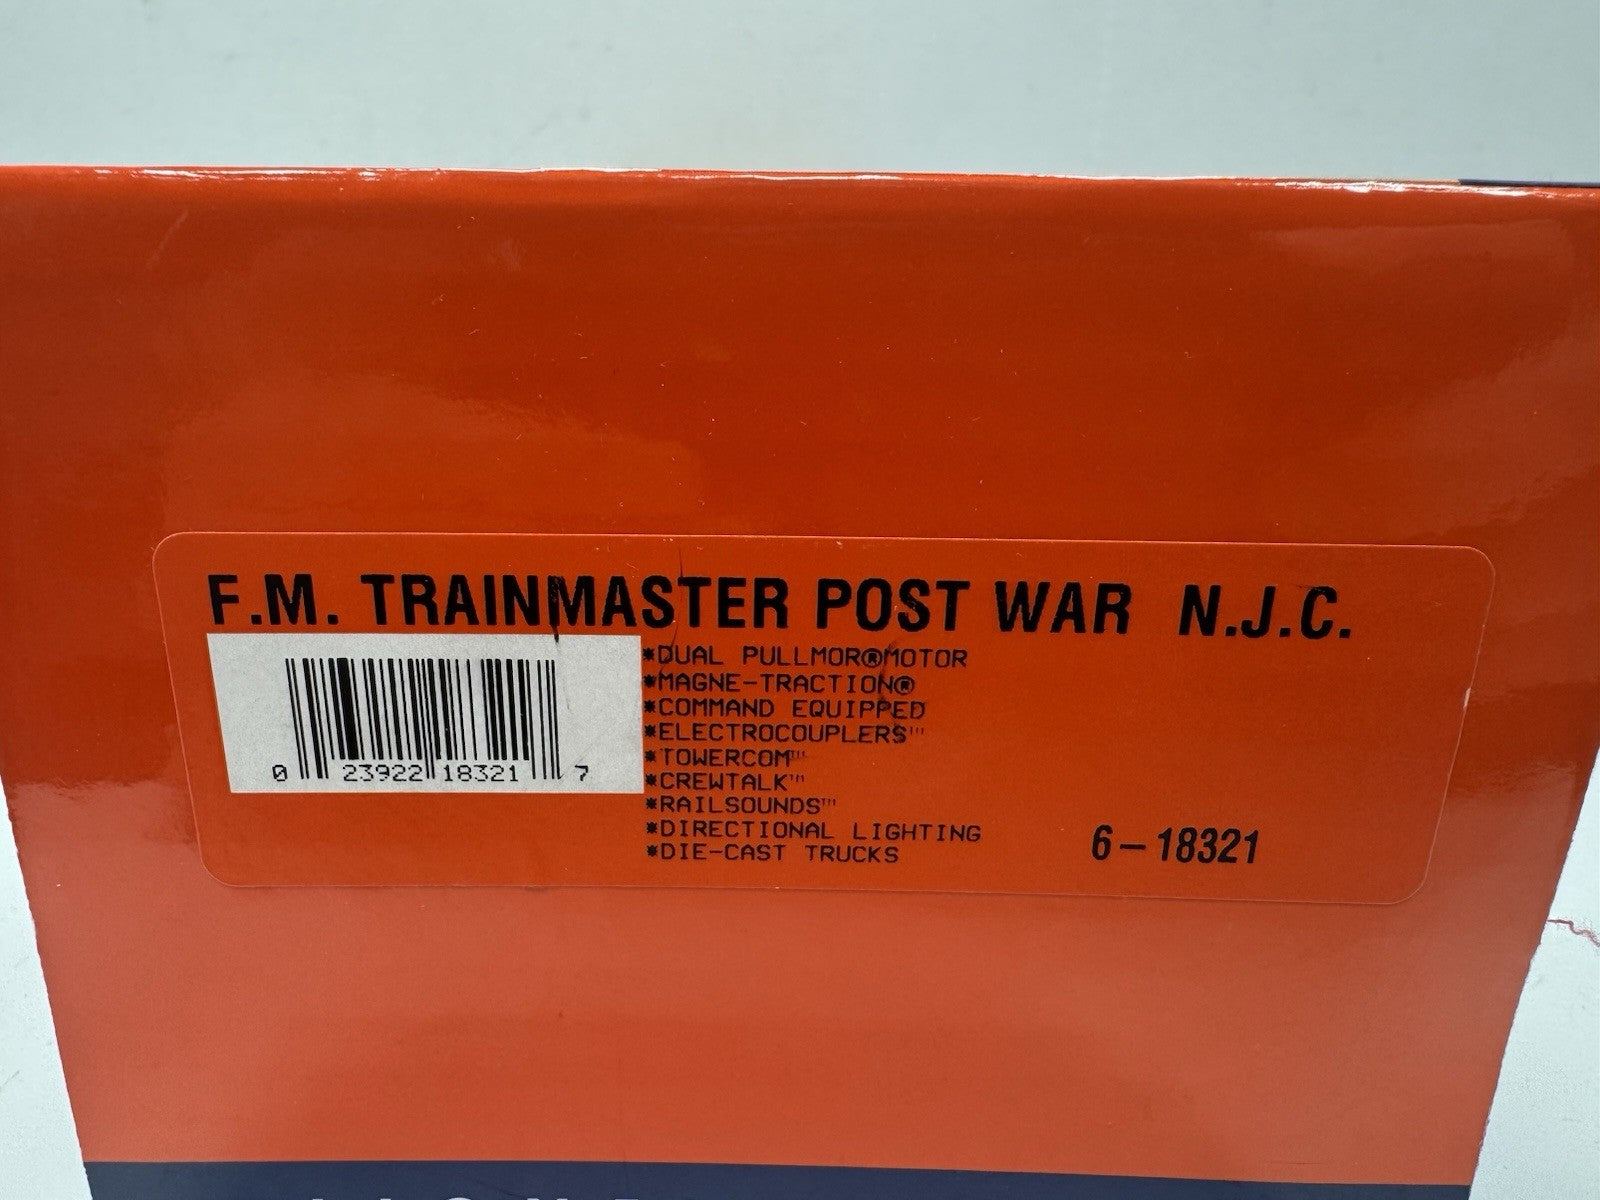 F.M. TRAINMASTER POST WAR N.J.C.
*DUAL PULLMOR®MOTOR
*MAGNE-TRACTION®
*COMMAND EQUIPPED
*ELECTROCOUPLERS™
*TOWERCOM™
*CREWTALK™
*RAILSOUNDS™
*DIRECTIONAL LIGHTING
*DIE-CAST TRUCKS
0 23922 18321 7
6-18321